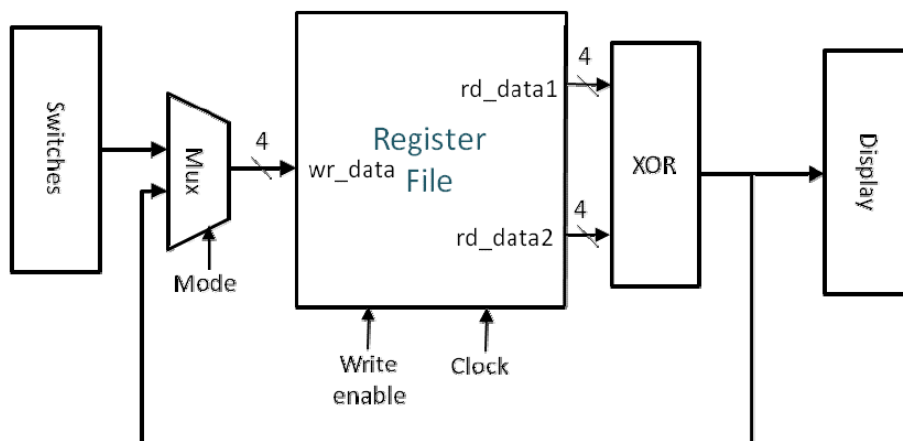 Switches
Mux
Mode
4
wr_data
Register
File
rd_data1
rd_data2
Write
enable
Clock
4
4
XOR
Display